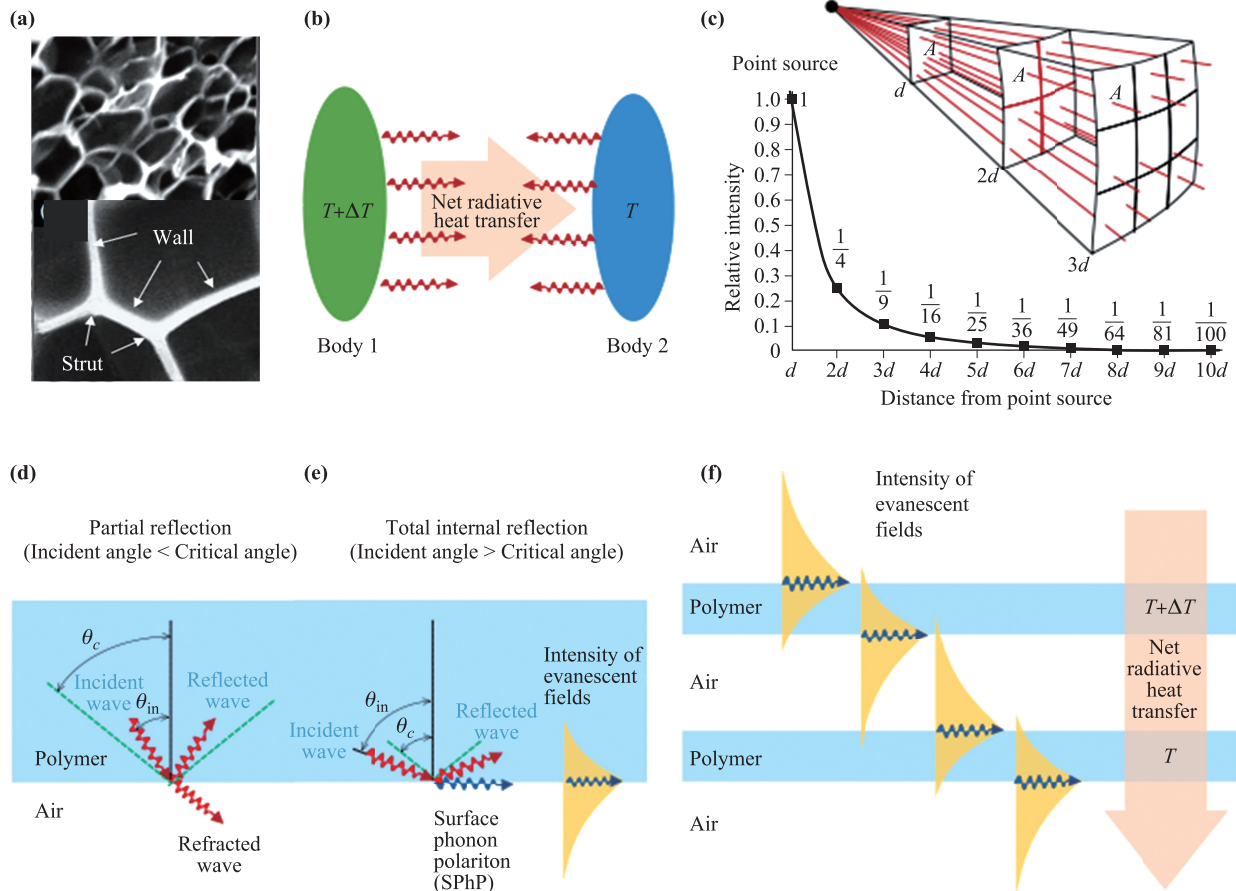 (a)
Wall
Strut
(b)
T+ΔT
Net radiative
heat transfer
T
Body 1
Body 2
(c)
Point source
A
A
A
d
2d
3d
Relative intensity
1.0
0.9
0.8
0.7
0.6
0.5
0.4
0.3
0.2
0.1
0
1
1/4
1/9
1/16
1/25
1/36
1/49
1/64
1/81
1/100
d
2d
3d
4d
5d
6d
7d
8d
9d
10d
Distance from point source
(d)
Partial reflection
(Incident angle < Critical angle)
θc
Incident
wave
θin
Reflected
wave
Polymer
Air
Refracted
wave
(e)
Total internal reflection
(Incident angle > Critical angle)
Intensity of
evanescent
fields
θin
θc
Incident
wave
Reflected
wave
Surface
phonon
polariton
(SPhP)
(f)
Intensity of
evanescent
fields
Air
Polymer
T+ΔT
Air
Net
radiative
heat
transfer
Polymer
T
Air